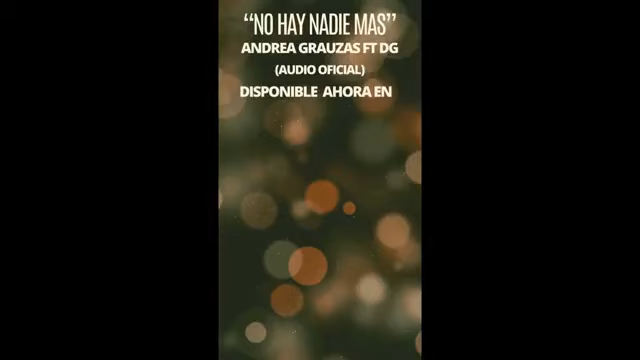 “NO HAY NADIE MAS”
ANDREA GRAUZAS FT DG
(AUDIO OFICIAL)
DISPONIBLE AHORA EN